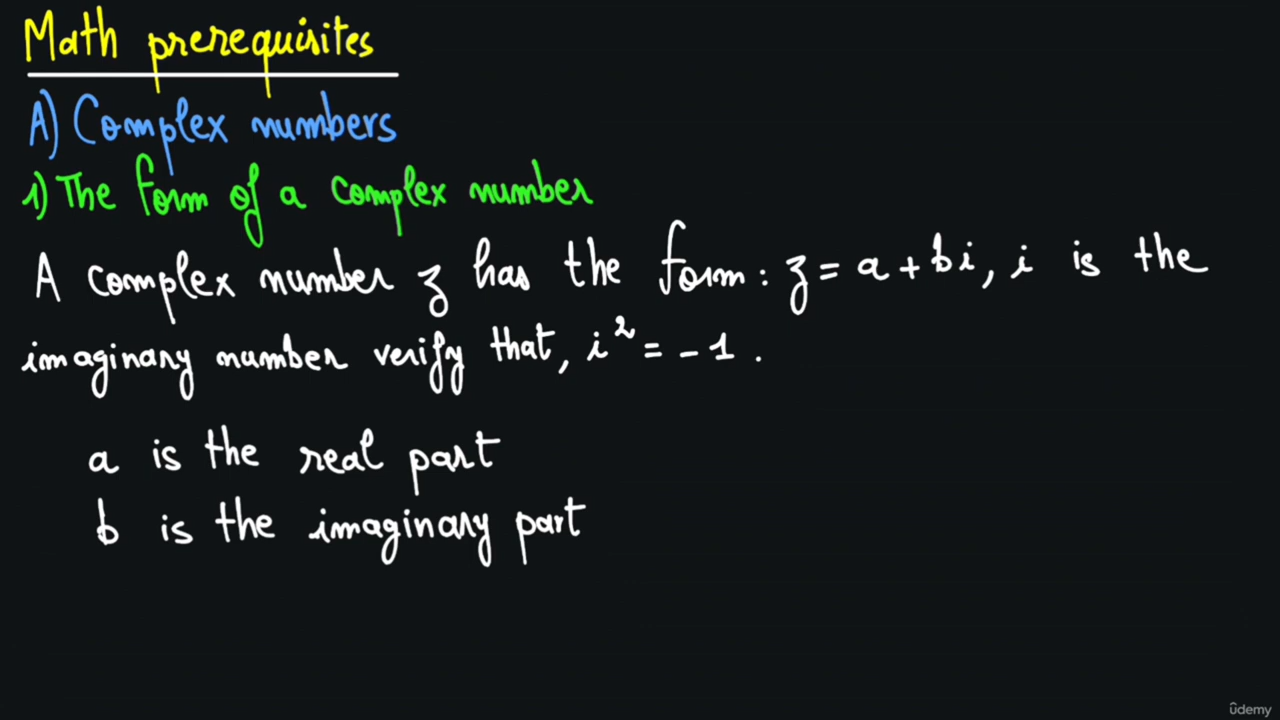 Math prerequisites
A) Complex numbers
1) The form of a complex number
A complex number z has the form: z = a + bi, i is the
imaginary number verify that, i² = -1.
a is the real part
b is the imaginary part
ûdemy